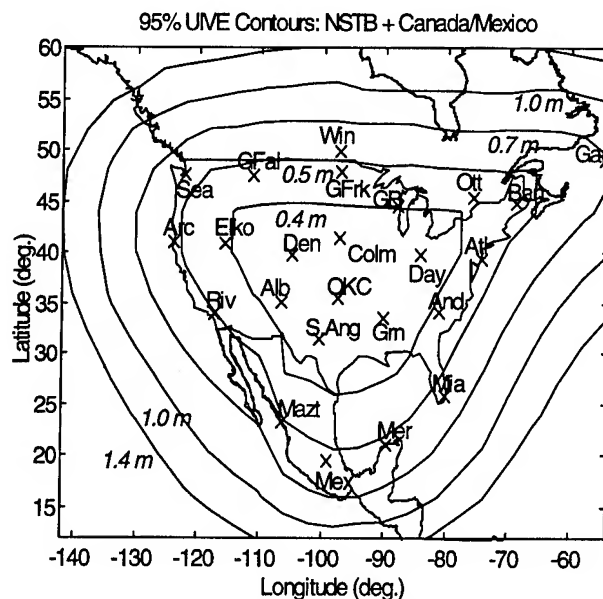 95% UIVE Contours: NSTB + Canada/Mexico
60
55
50
45
40
35
30
25
20
15
Latitude (deg.)
1.0 m
0.7 m
Win
Ga
GFal
0.5 m
GFrk
Sea
GB
Ott
Ban
0.4 m
Arc
Elko
Den
Colm
Atl
Day
Alb
OKC
Riv
And
S Ang
Grn
Mia
Mazt
1.0 m
Mer
1.4 m
Mex
-140 -130 -120 -110 -100 -90 -80 -70 -60
Longitude (deg.)